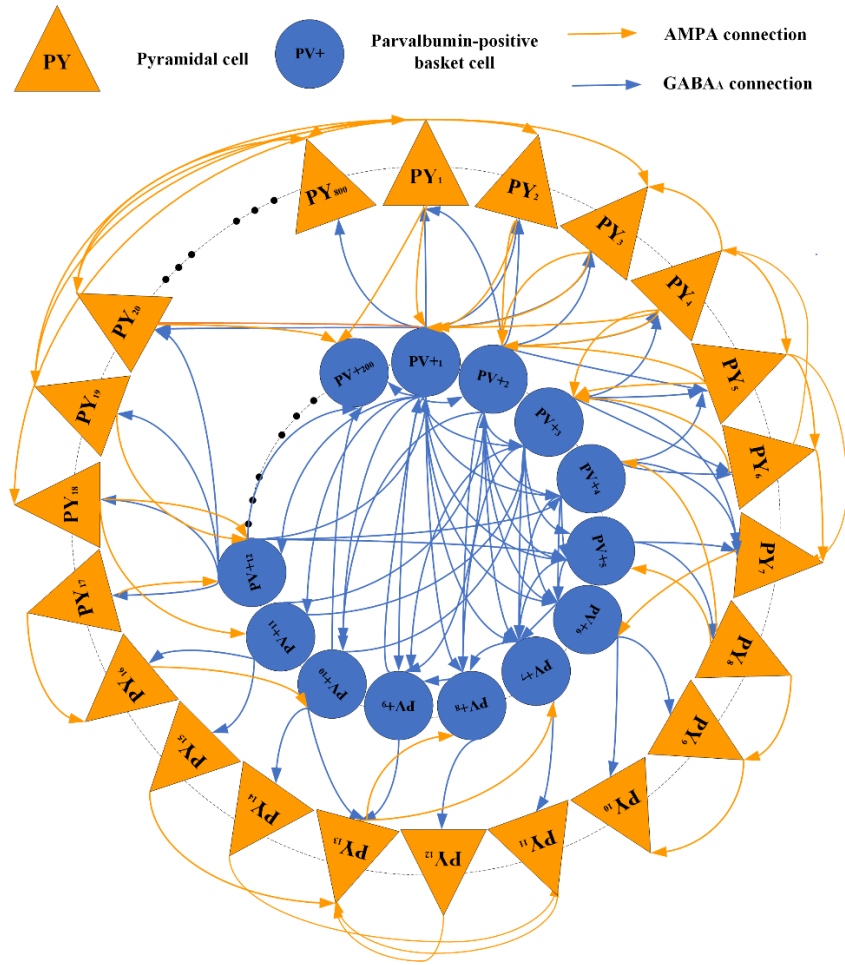 PY
Pyramidal cell
PV+
Parvalbumin-positive
basket cell
AMPA connection
GABAA connection
PY800
PY1
PY2
PY3
PY4
PY5
PY6
PY7
PY8
PY9
PY10
PY11
PY12
PY13
PY14
PY15
PY16
PY17
PY18
PY19
PY20
PV+200
PV+1
PV+2
PV+3
PV+4
PV+5
PV+6
PV+7
PV+8
PV+9
PV+10
PV+11
PV+12